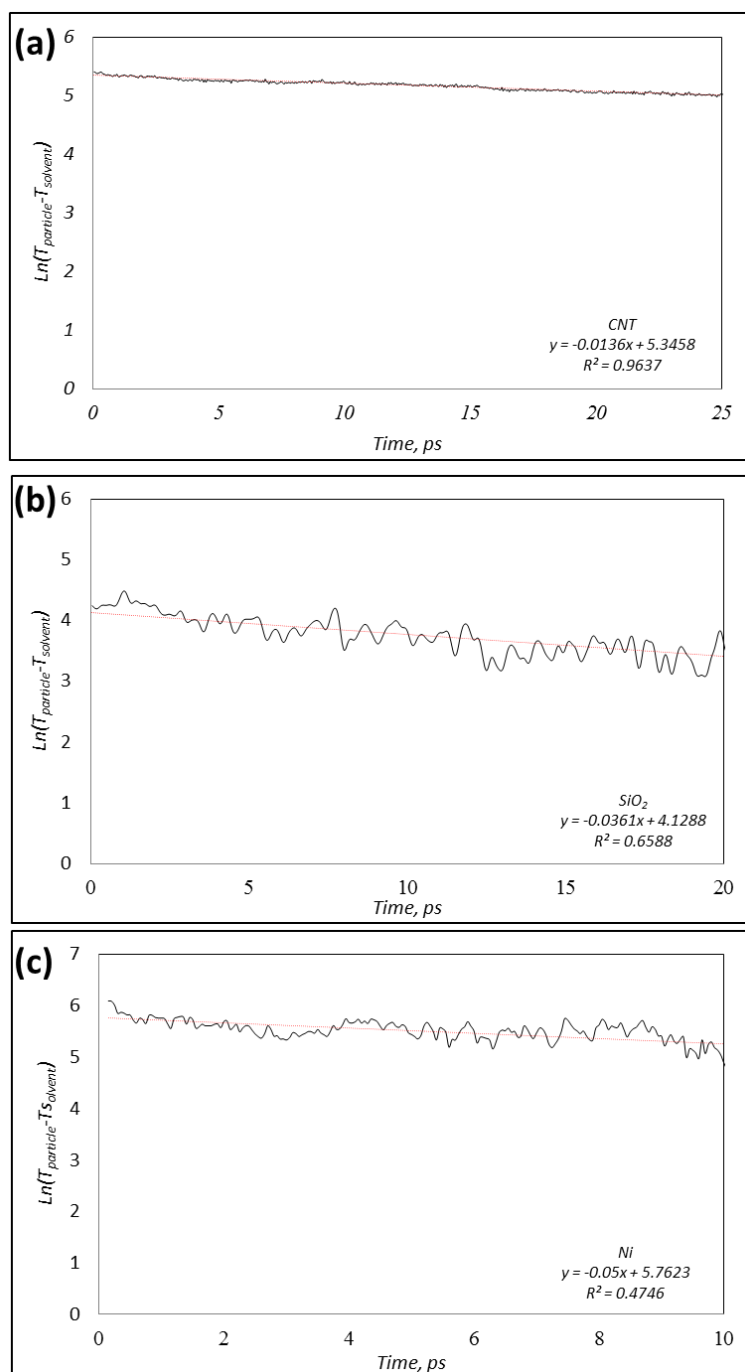 (a)
6
5
4
3
2
1
0
Ln(Tparticle-Tsolvent)
CNT
y = -0.0136x + 5.3458
R² = 0.9637
0 5 10 15 20 25
Time, ps
(b)
6
5
4
3
2
1
0
Ln(Tparticle-Tsolvent)
SiO₂
y = -0.0361x + 4.1288
R² = 0.6588
0 5 10 15 20
Time, ps
(c)
7
6
5
4
3
2
1
0
Ln(Tparticle-Tsolvent)
Ni
y = -0.05x + 5.7623
R² = 0.4746
0 2 4 6 8 10
Time, ps